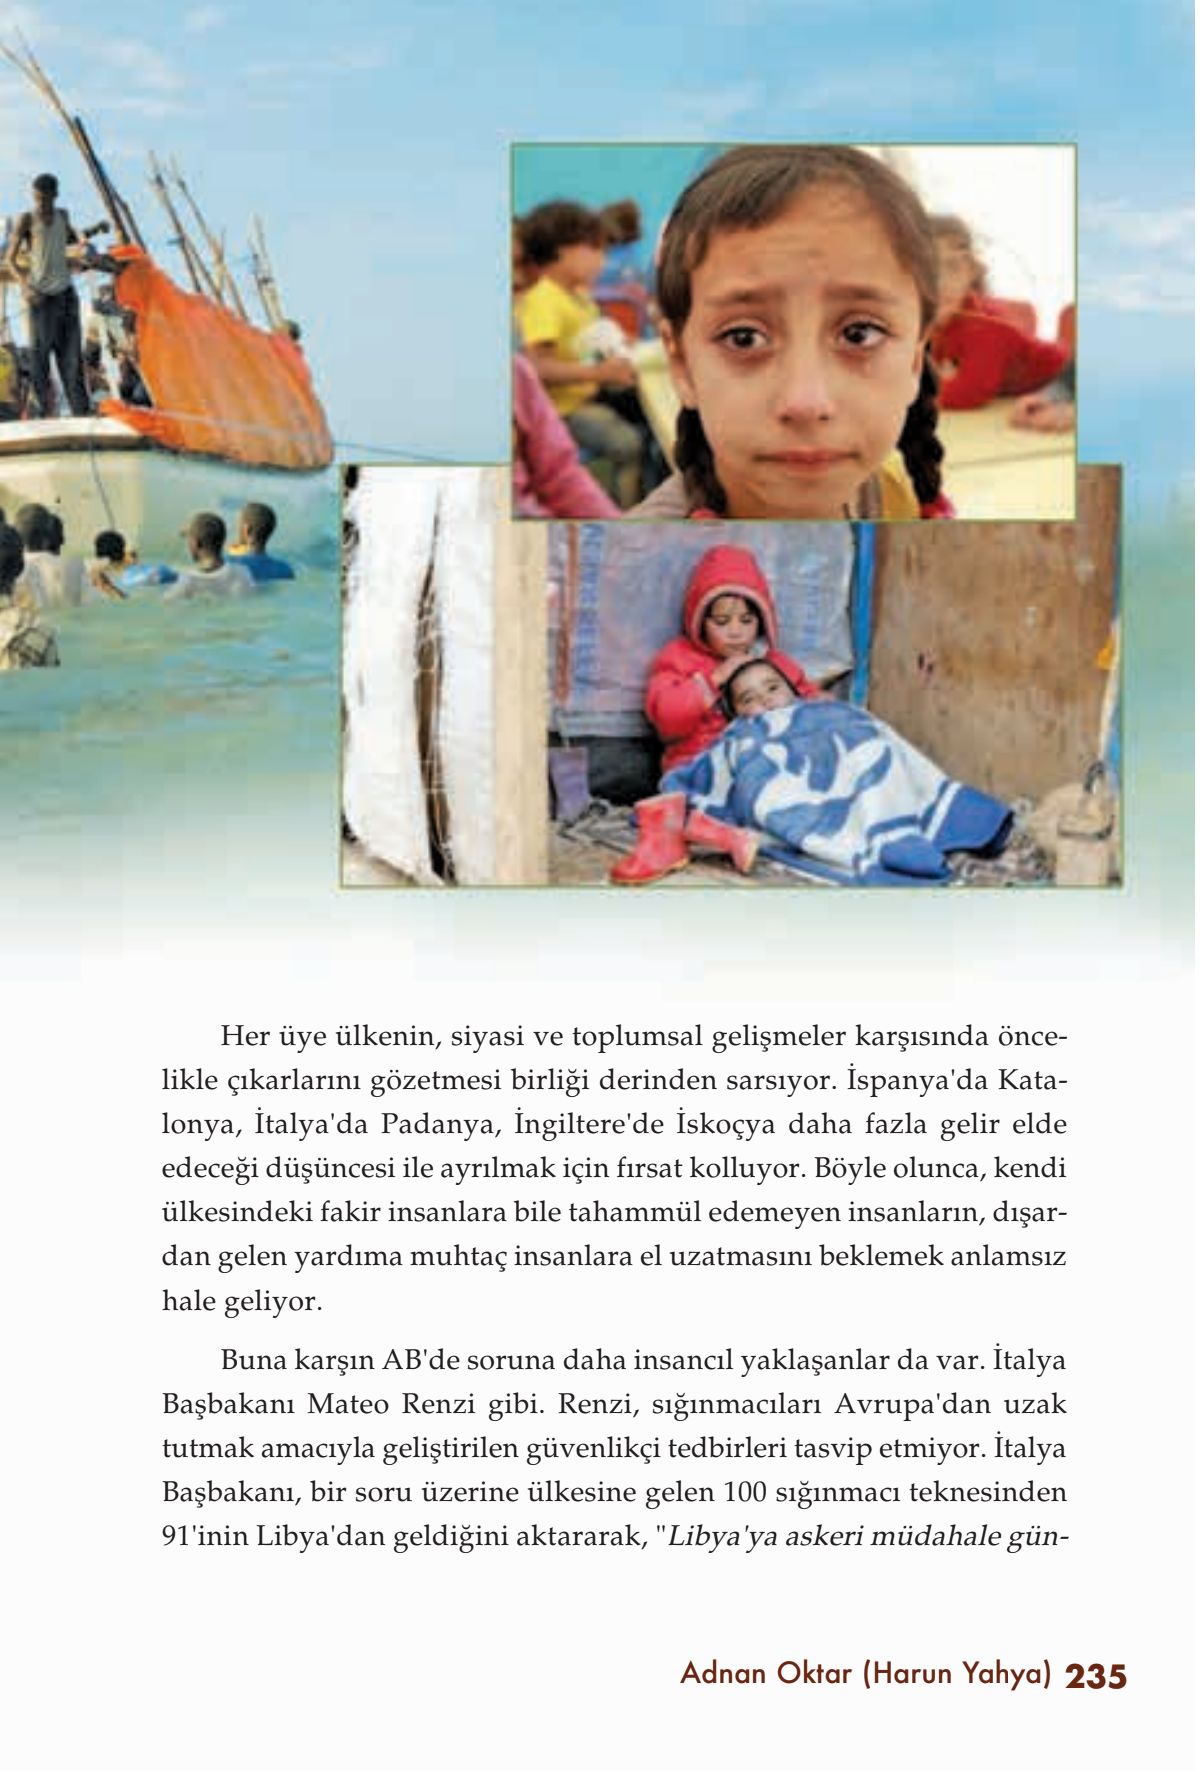 Her üye ülkenin, siyasi ve toplumsal gelişmeler karşısında önce-
likle çıkarlarını gözetmesi birliği derinden sarsıyor. İspanya'da Kata-
lonya, İtalya'da Padanya, İngiltere'de İskoçya daha fazla gelir elde
edeceği düşüncesi ile ayrılmak için fırsat kolluyor. Böyle olunca, kendi
ülkesindeki fakir insanlara bile tahammül edemeyen insanların, dışar-
dan gelen yardıma muhtaç insanlara el uzatmasını beklemek anlamsız
hale geliyor.
Buna karşın AB'de soruna daha insancıl yaklaşanlar da var. İtalya
Başbakanı Mateo Renzi gibi. Renzi, sığınmacıları Avrupa'dan uzak
tutmak amacıyla geliştirilen güvenlikçi tedbirleri tasvip etmiyor. İtalya
Başbakanı, bir soru üzerine ülkesine gelen 100 sığınmacı teknesinden
91'inin Libya'dan geldiğini aktararak, "Libya'ya askeri müdahale gün-
Adnan Oktar (Harun Yahya) 235